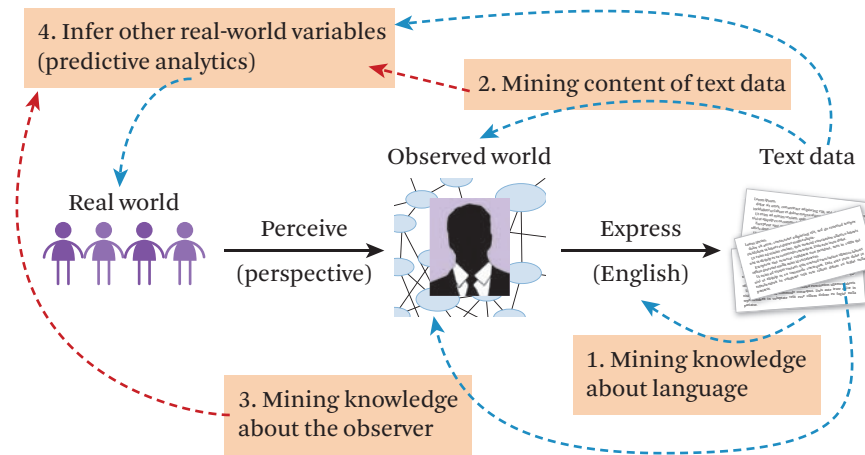 4. Infer other real-world variables
(predictive analytics)
2. Mining content of text data
Observed world
Text data
Real world
Perceive
(perspective)
Express
(English)
1. Mining knowledge
about language
3. Mining knowledge
about the observer